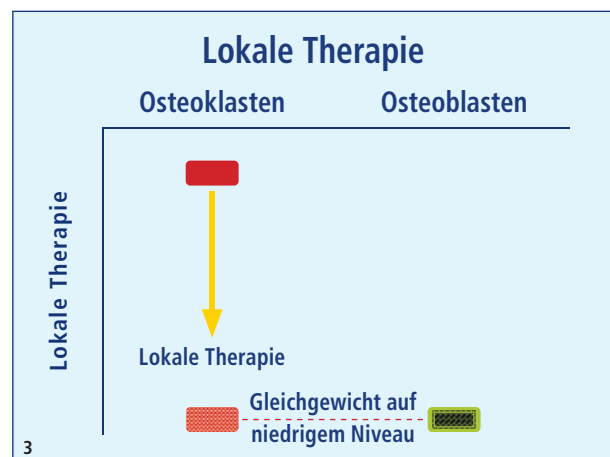 Lokale Therapie
Osteoklasten Osteoblasten
Lokale Therapie
Lokale Therapie
Gleichgewicht auf
niedrigem Niveau
3